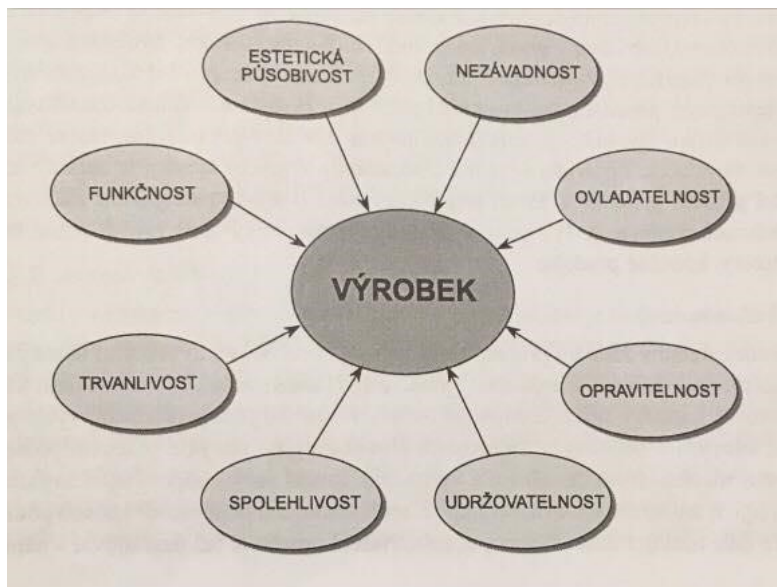 ESTETICKÁ
PŮSOBIVOST
NEZÁVADNOST
FUNKČNOST
OVLADATELNOST
VÝROBEK
TRVANLIVOST
OPRAVITELNOST
SPOLEHLIVOST
UDRŽOVATELNOST